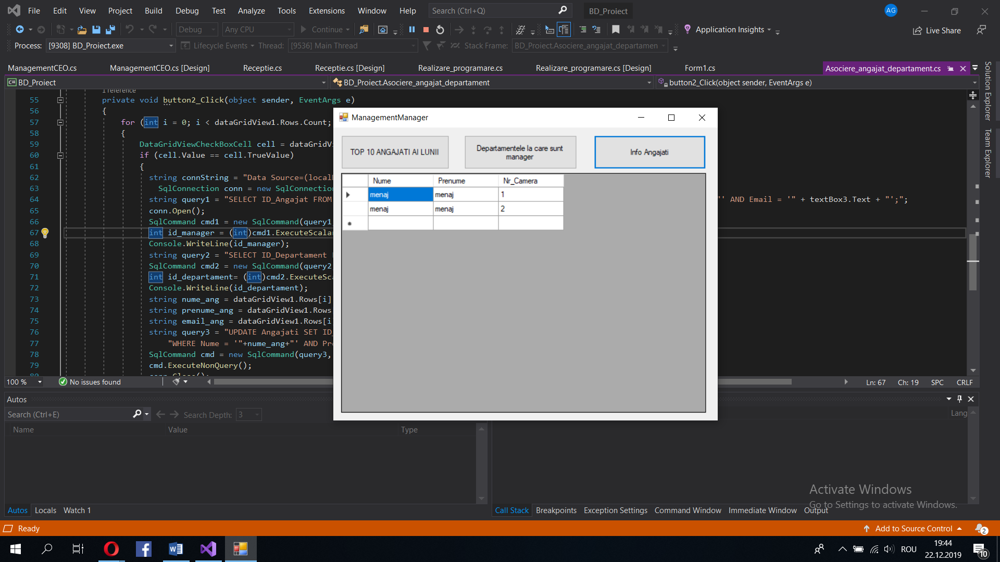 File Edit View Project Build Debug Test Analyze Tools Extensions Window Help Search (Ctrl+Q) BD_Proiect AG
Debug Any CPU Continue Application Insights Live Share
Process: [9308] BD_Proiect.exe Lifecycle Events Thread: [9536] Main Thread Stack Frame: BD_Proiect.Asociere_angajat_departamen
ManagementCEO.cs ManagementCEO.cs [Design] Receptie.cs Receptie.cs [Design] Realizare_programare.cs Realizare_programare.cs [Design] Form1.cs Asociere_angajat_departament.cs
C# BD_Proiect BD_Proiect.Asociere_angajat_departament button2_Click(object sender, EventArgs e)
Solution Explorer
Team Explorer
1 reference
55 private void button2_Click(object sender, EventArgs e)
56 {
57 for (int i = 0; i < dataGridView1.Rows.Count;
58 {
59 DataGridViewCheckBoxCell cell = dataGridVi
60 if (cell.Value == cell.TrueValue)
61 {
62 string connString = "Data Source=(local
63 SqlConnection conn = new SqlConnection
64 string query1 = "SELECT ID_Angajat FROM "' AND Email = '" + textBox3.Text + "';";
65 conn.Open();
66 SqlCommand cmd1 = new SqlCommand(query1
67 int id_manager = (int)cmd1.ExecuteScalar
68 Console.WriteLine(id_manager);
69 string query2 = "SELECT ID_Departament
70 SqlCommand cmd2 = new SqlCommand(query2
71 int id_departament= (int)cmd2.ExecuteSca
72 Console.WriteLine(id_departament);
73 string nume_ang = dataGridView1.Rows[i]
74 string prenume_ang = dataGridView1.Rows
75 string email_ang = dataGridView1.Rows[i
76 string query3 = "UPDATE Angajati SET ID_
77 "WHERE Nume = '"+nume_ang+"' AND Pr
78 SqlCommand cmd = new SqlCommand(query3,
79 cmd.ExecuteNonQuery();
80 conn.Close();
ManagementManager
TOP 10 ANGAJATI AI LUNII
Departamentele la care sunt
manager
Info Angajati
Nume Prenume Nr_Camera
menaj menaj 1
menaj menaj 2
100 % No issues found Ln: 67 Ch: 19 SPC CRLF
Autos
Search (Ctrl+E) Search Depth: 3 Lang
Name Value Type
Activate Windows
Go to Settings to activate Windows.
Autos Locals Watch 1 Call Stack Breakpoints Exception Settings Command Window Immediate Window Output
Ready Add to Source Control 2
ROU 19:44
22.12.2019
10